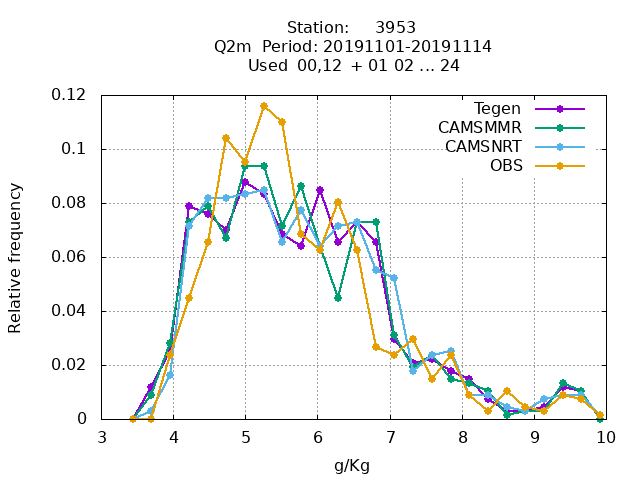 Station: 3953
Q2m Period: 20191101-20191114
Used 00,12 + 01 02 ... 24
0.12
0.1
0.08
0.06
0.04
0.02
0
Relative frequency
Tegen
CAMSMMR
CAMSNRT
OBS
3 4 5 6 7 8 9 10
g/Kg